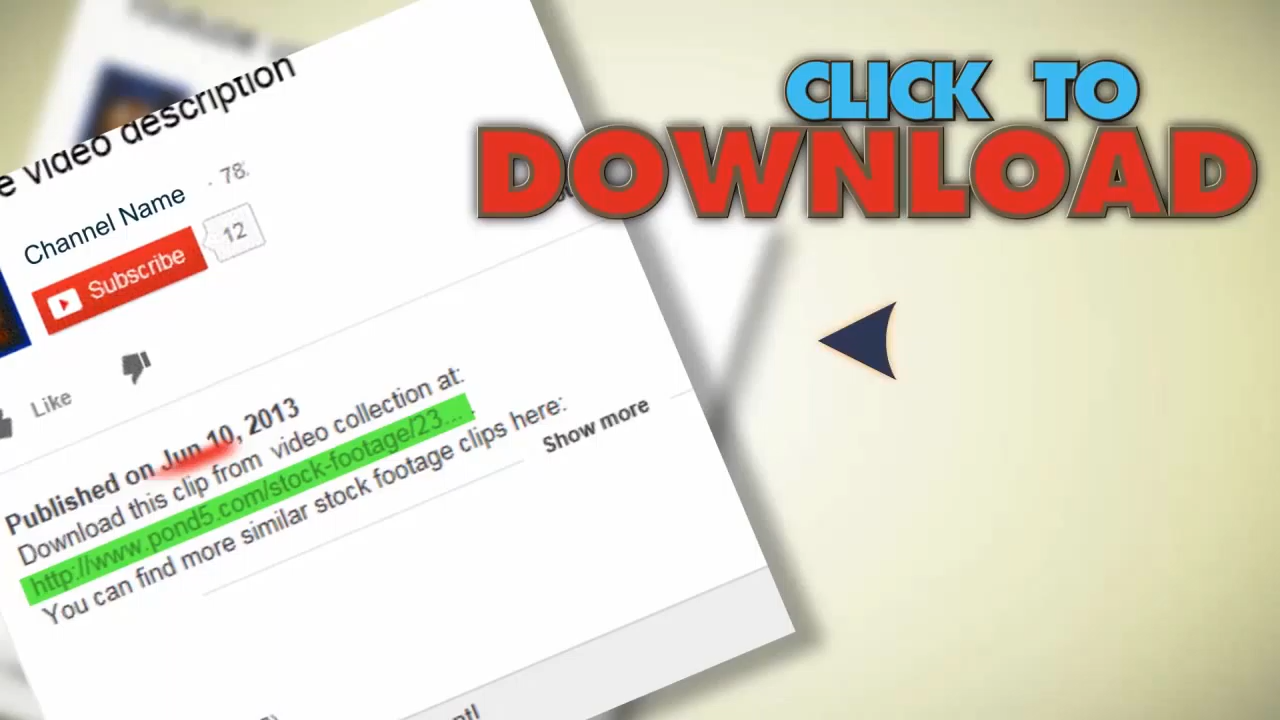 CLICK TO
DOWNLOAD
e video description
Channel Name
Subscribe
12
Like
Published on Jun 10, 2013
Download this clip from video collection at:
http://www.pond5.com/stock-footage/23...
You can find more similar stock footage clips here:
Show more